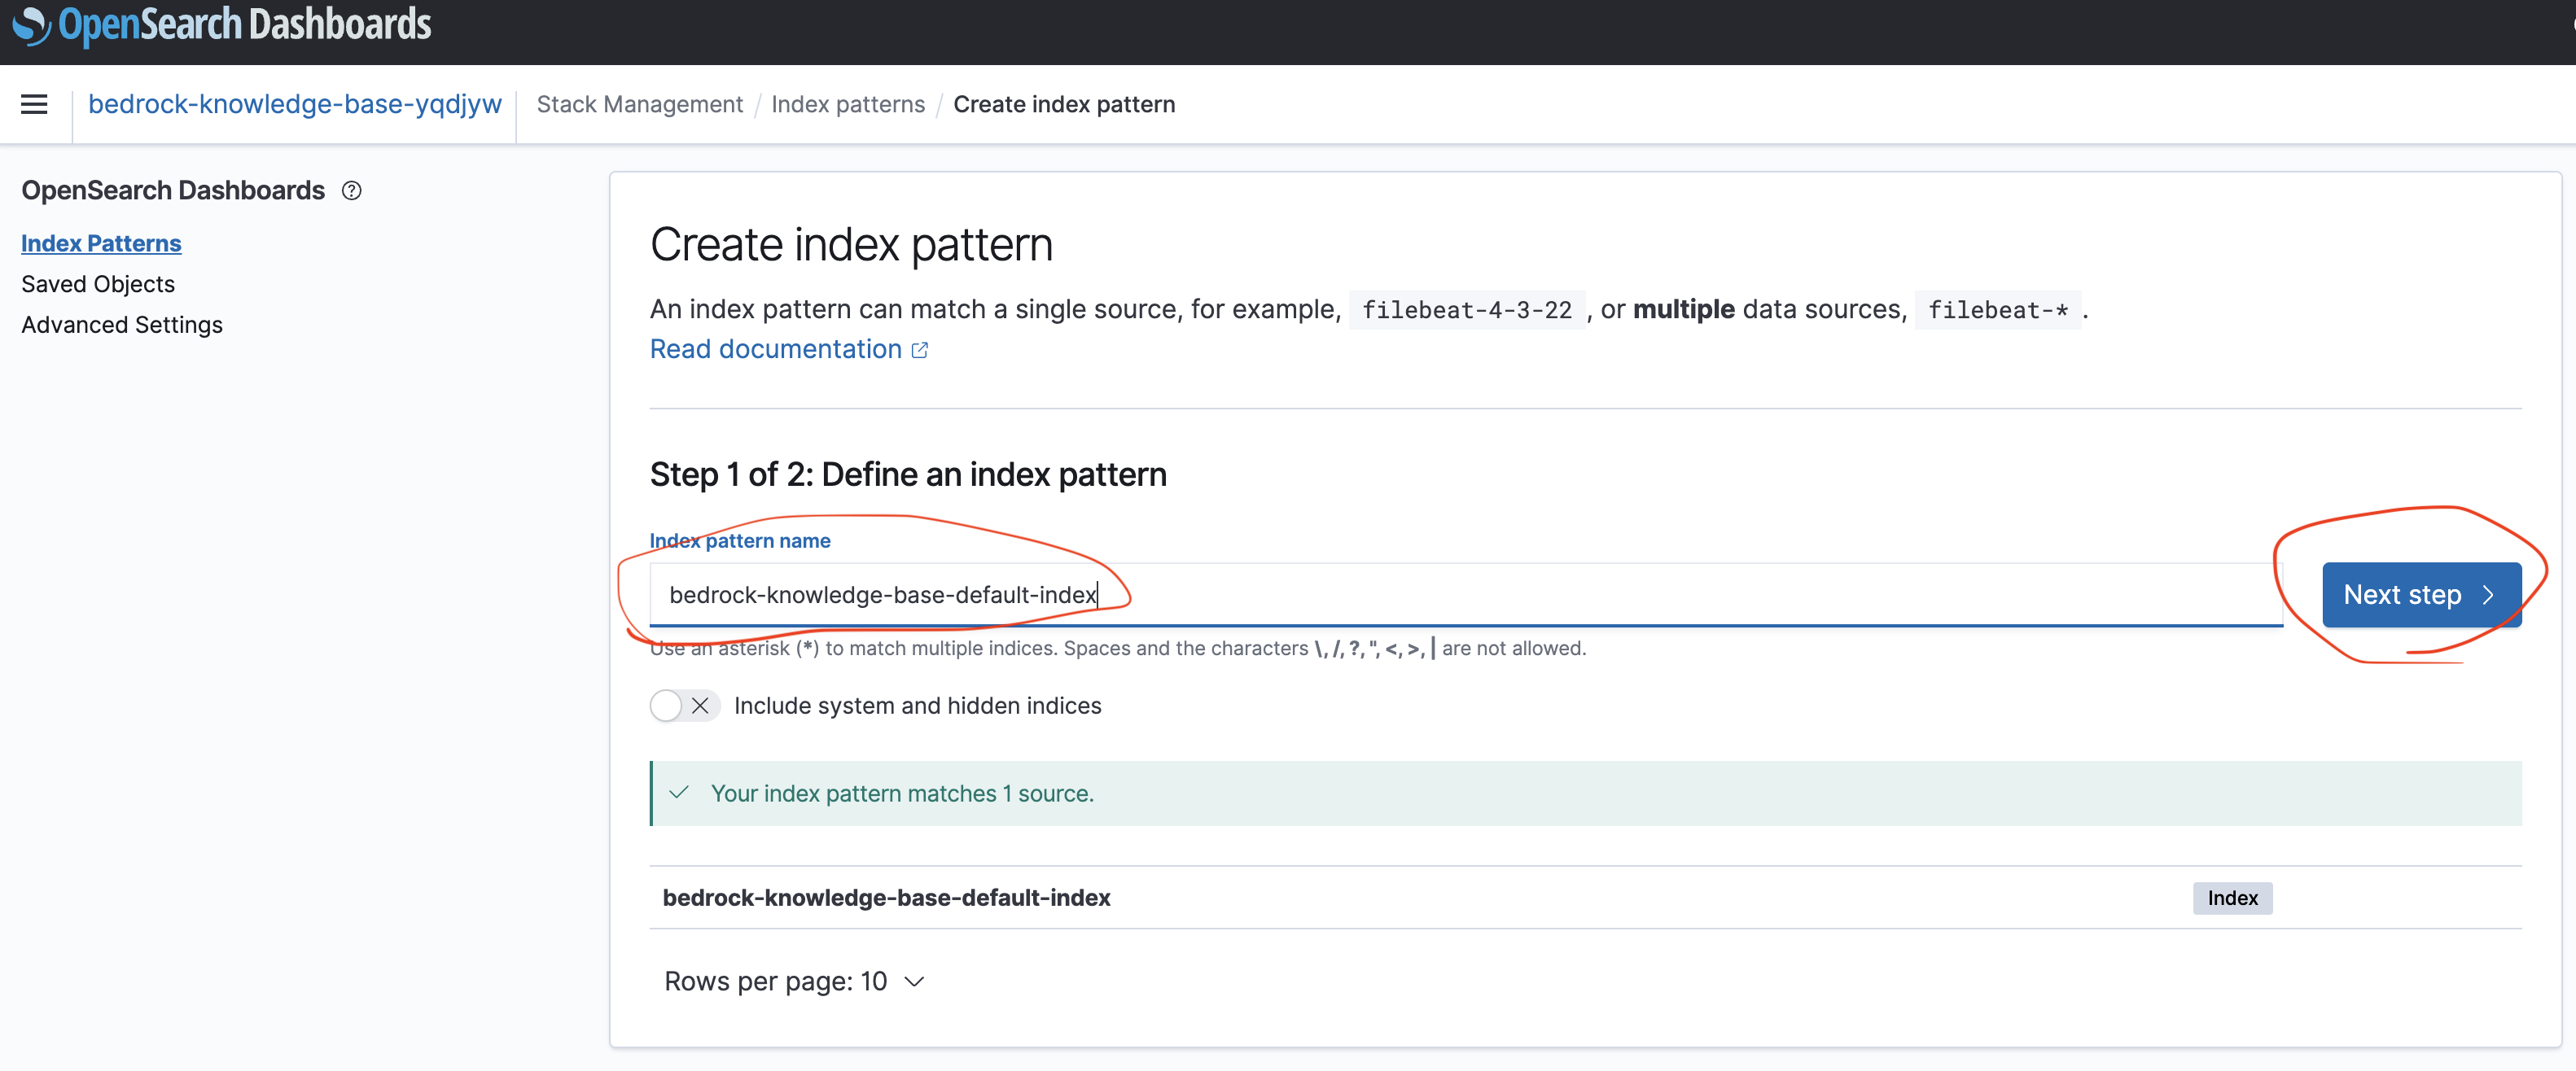 OpenSearch Dashboards
bedrock-knowledge-base-yqdjyw
Stack Management / Index patterns / Create index pattern
OpenSearch Dashboards
Index Patterns
Saved Objects
Advanced Settings
Create index pattern
An index pattern can match a single source, for example, filebeat-4-3-22 , or multiple data sources, filebeat-* .
Read documentation
Step 1 of 2: Define an index pattern
Index pattern name
bedrock-knowledge-base-default-index
Next step
Use an asterisk (*) to match multiple indices. Spaces and the characters \, /, ?, ", <, >, | are not allowed.
Include system and hidden indices
Your index pattern matches 1 source.
bedrock-knowledge-base-default-index
Index
Rows per page: 10